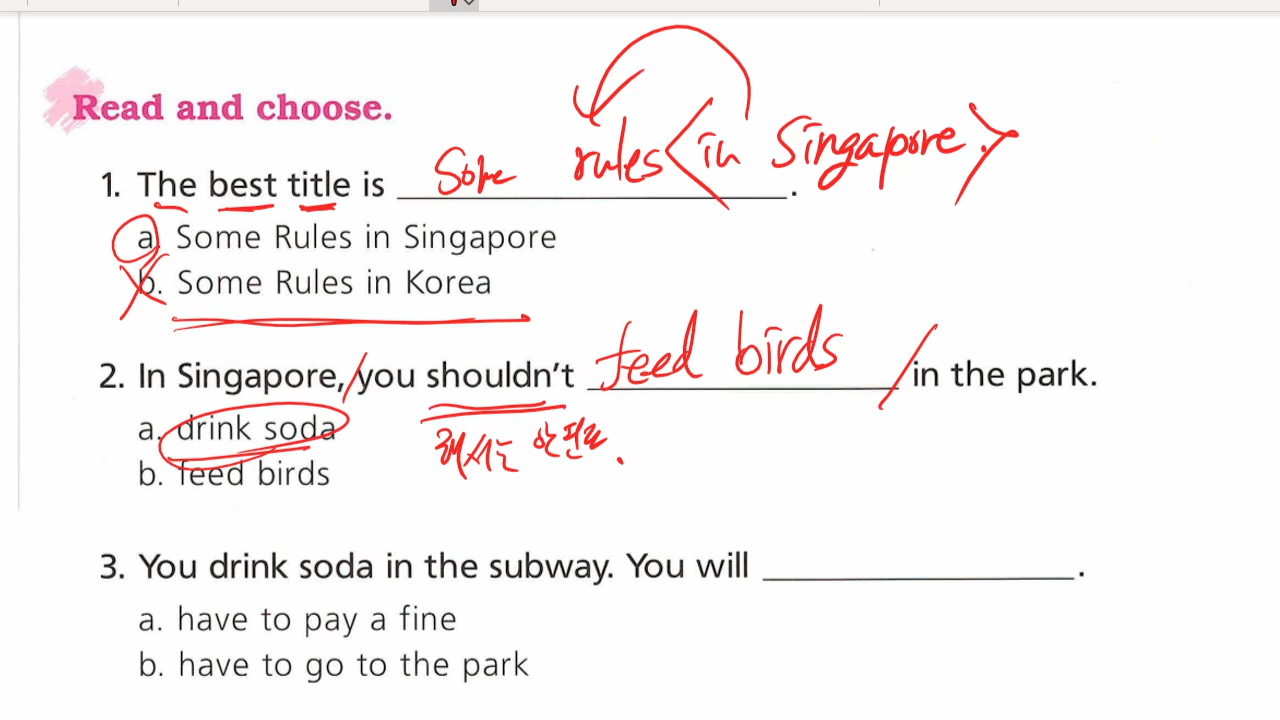 Read and choose.
Some rules <in Singapore.>
1. The best title is ____.
a. Some Rules in Singapore
b. Some Rules in Korea
feed birds
2. In Singapore, you shouldn't ____ in the park.
a. drink soda
해서는 안된다.
b. feed birds
3. You drink soda in the subway. You will ____.
a. have to pay a fine
b. have to go to the park